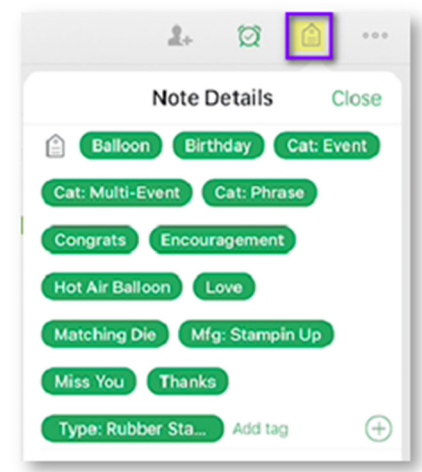 Note Details Close
Balloon Birthday Cat: Event
Cat: Multi-Event Cat: Phrase
Congrats Encouragement
Hot Air Balloon Love
Matching Die Mfg: Stampin Up
Miss You Thanks
Type: Rubber Sta... Add tag